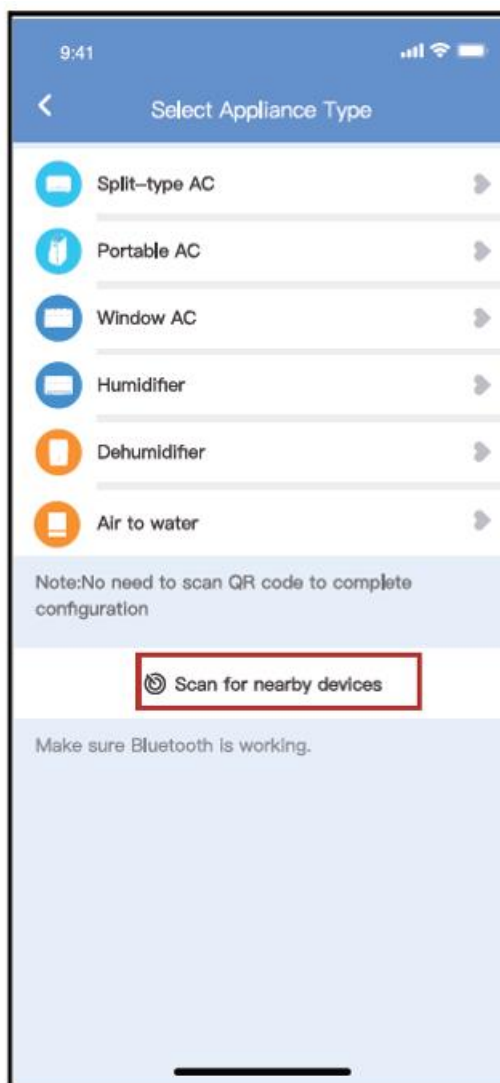 9:41
Select Appliance Type
Split-type AC
Portable AC
Window AC
Humidifier
Dehumidifier
Air to water
Note:No need to scan QR code to complete
configuration
Scan for nearby devices
Make sure Bluetooth is working.